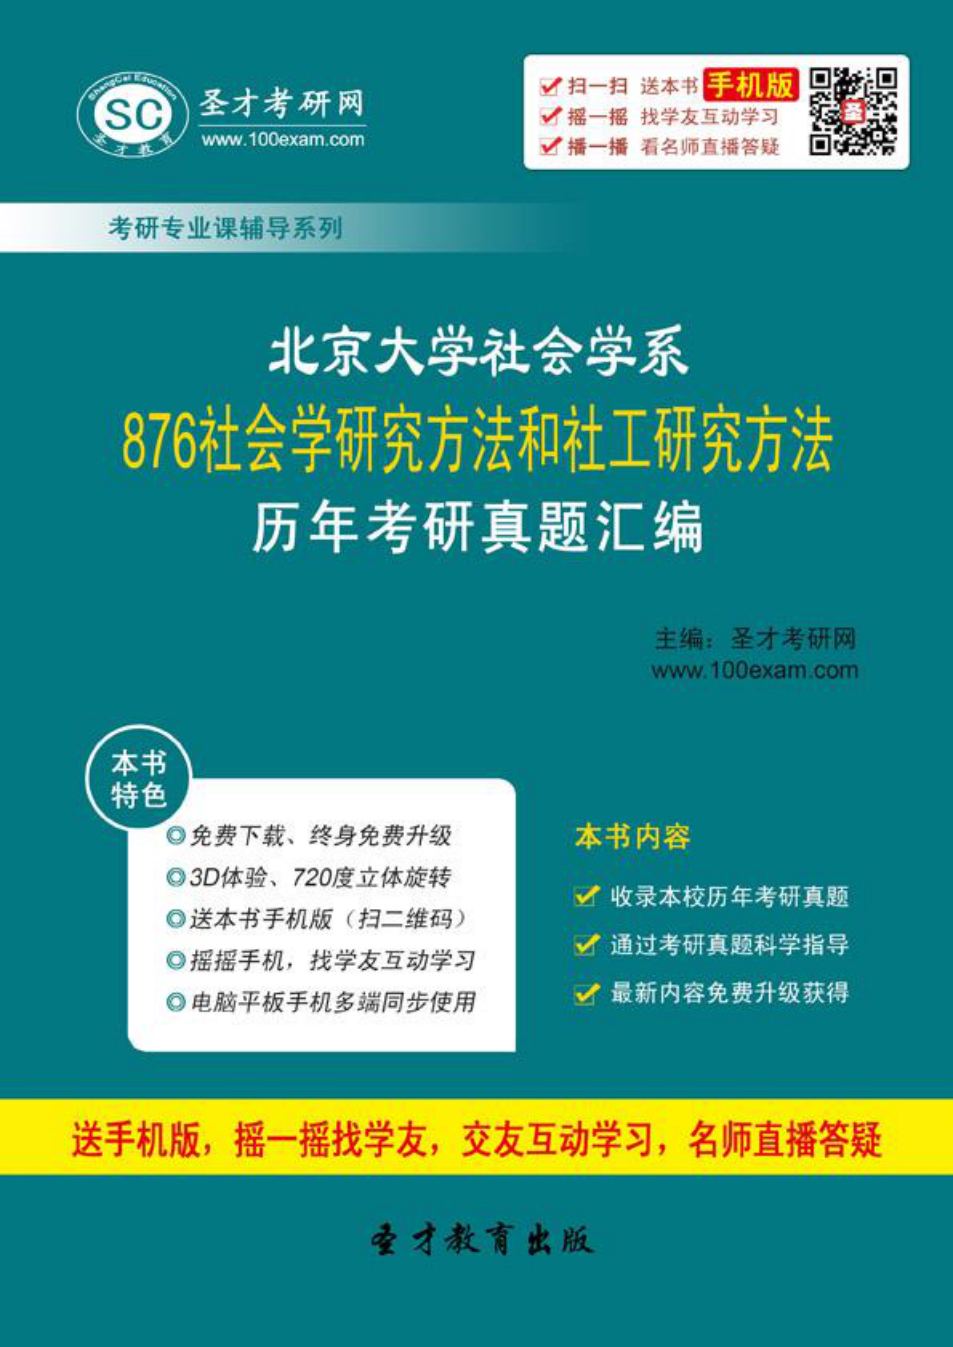 ShengCai Education
SC
圣才教育
圣才考研网
www.100exam.com
扫一扫 送本书手机版
摇一摇 找学友互动学习
播一播 看名师直播答疑
圣
考研专业课辅导系列
北京大学社会学系
876社会学研究方法和社工研究方法
历年考研真题汇编
主编：圣才考研网
www.100exam.com
本书
特色
◎免费下载、终身免费升级
◎3D体验、720度立体旋转
◎送本书手机版（扫二维码）
◎摇摇手机，找学友互动学习
◎电脑平板手机多端同步使用
本书内容
收录本校历年考研真题
通过考研真题科学指导
最新内容免费升级获得
送手机版，摇一摇找学友，交友互动学习，名师直播答疑
圣才教育出版